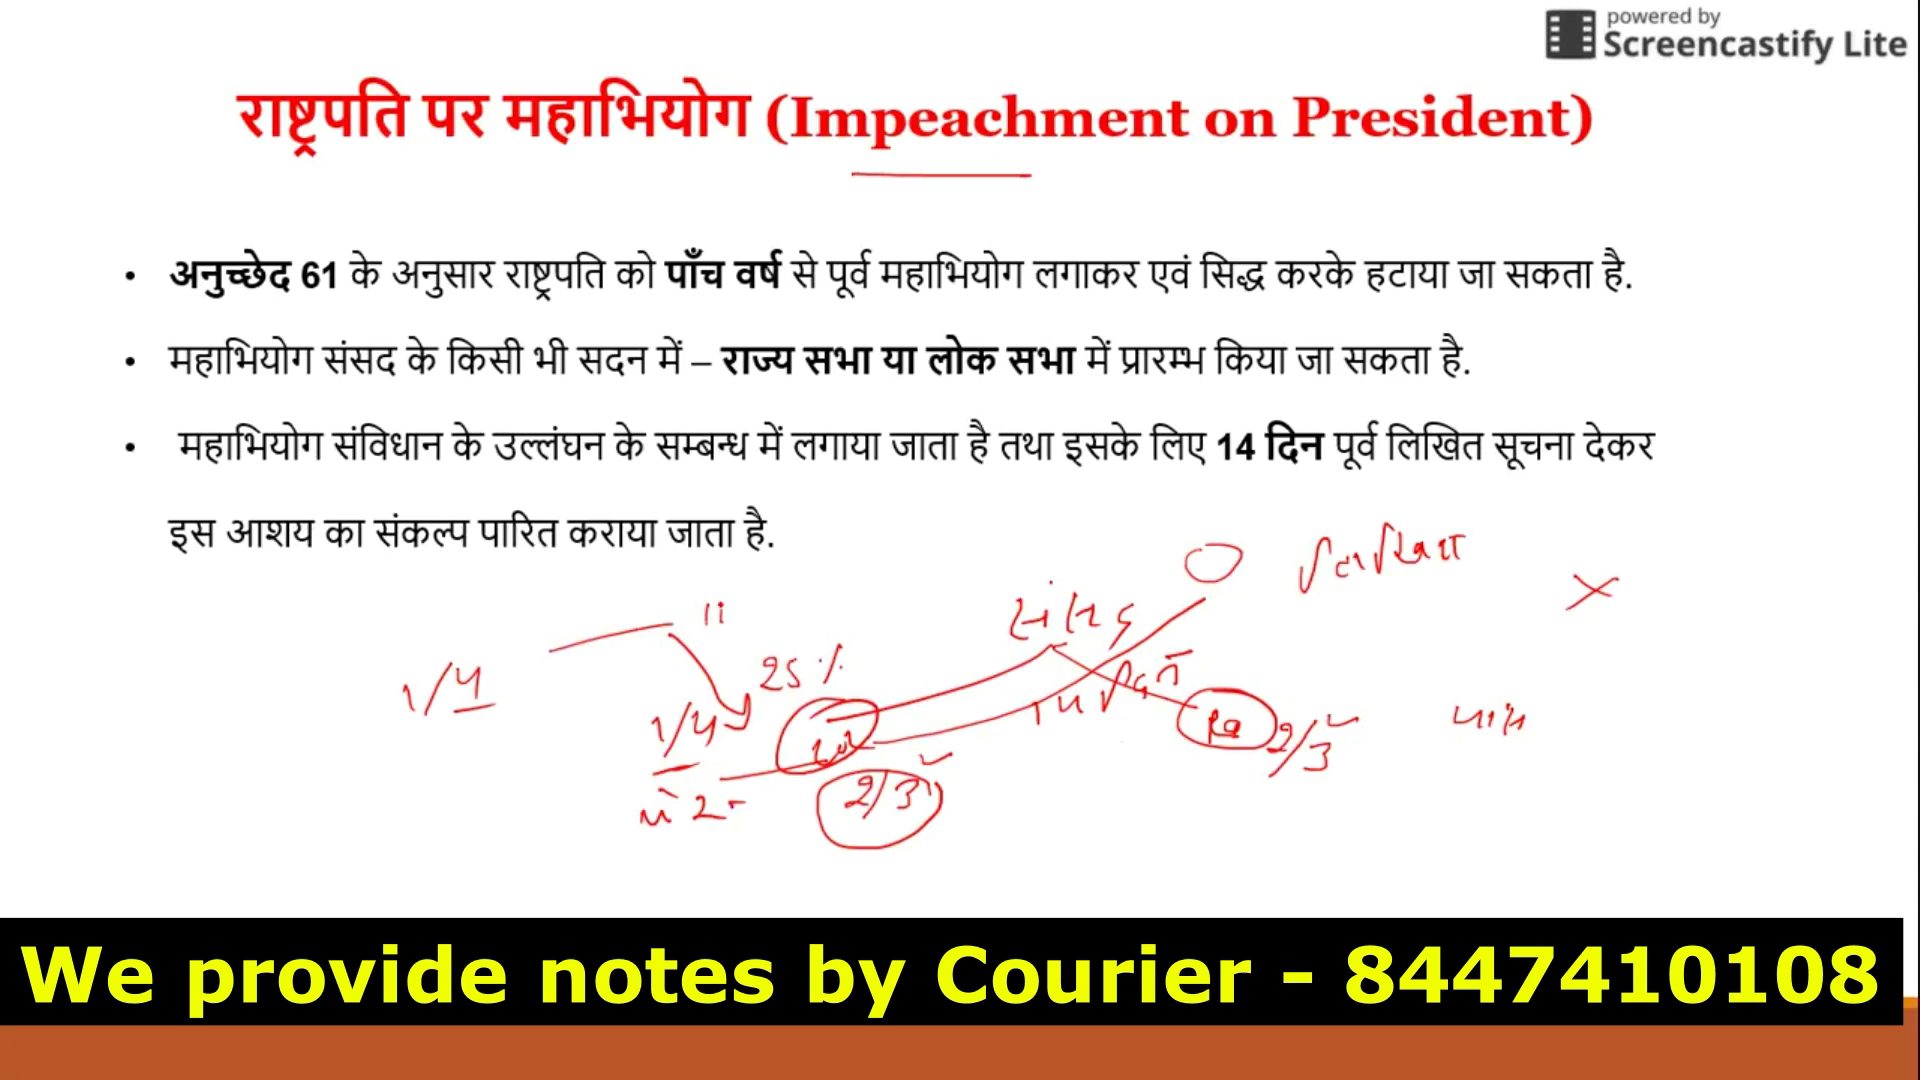 powered by
Screencastify Lite
राष्ट्रपति पर महाभियोग (Impeachment on President)
• अनुच्छेद 61 के अनुसार राष्ट्रपति को पाँच वर्ष से पूर्व महाभियोग लगाकर एवं सिद्ध करके हटाया जा सकता है.
• महाभियोग संसद के किसी भी सदन में – राज्य सभा या लोक सभा में प्रारम्भ किया जा सकता है.
• महाभियोग संविधान के उल्लंघन के सम्बन्ध में लगाया जाता है तथा इसके लिए 14 दिन पूर्व लिखित सूचना देकर
इस आशय का संकल्प पारित कराया जाता है.
संसद
1/4
25 %
1/4
2/3
2/3
We provide notes by Courier - 8447410108